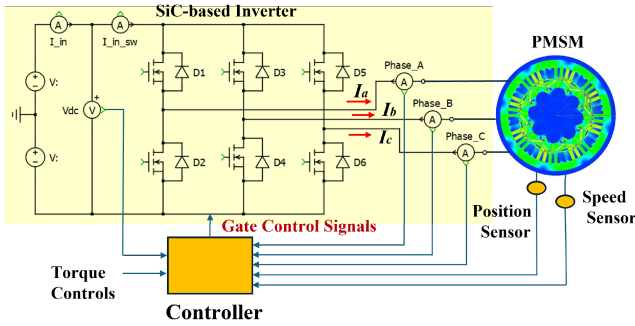 SiC-based Inverter
PMSM
I_in
I_in_sw
D1
D3
D5
Phase_A
V:
Vdc
+
V
A
A
A
Ia
Phase_B
A
Ib
Phase_C
A
Ic
V:
D2
D4
D6
Gate Control Signals
Position
Sensor
Speed
Sensor
Torque
Controls
Controller